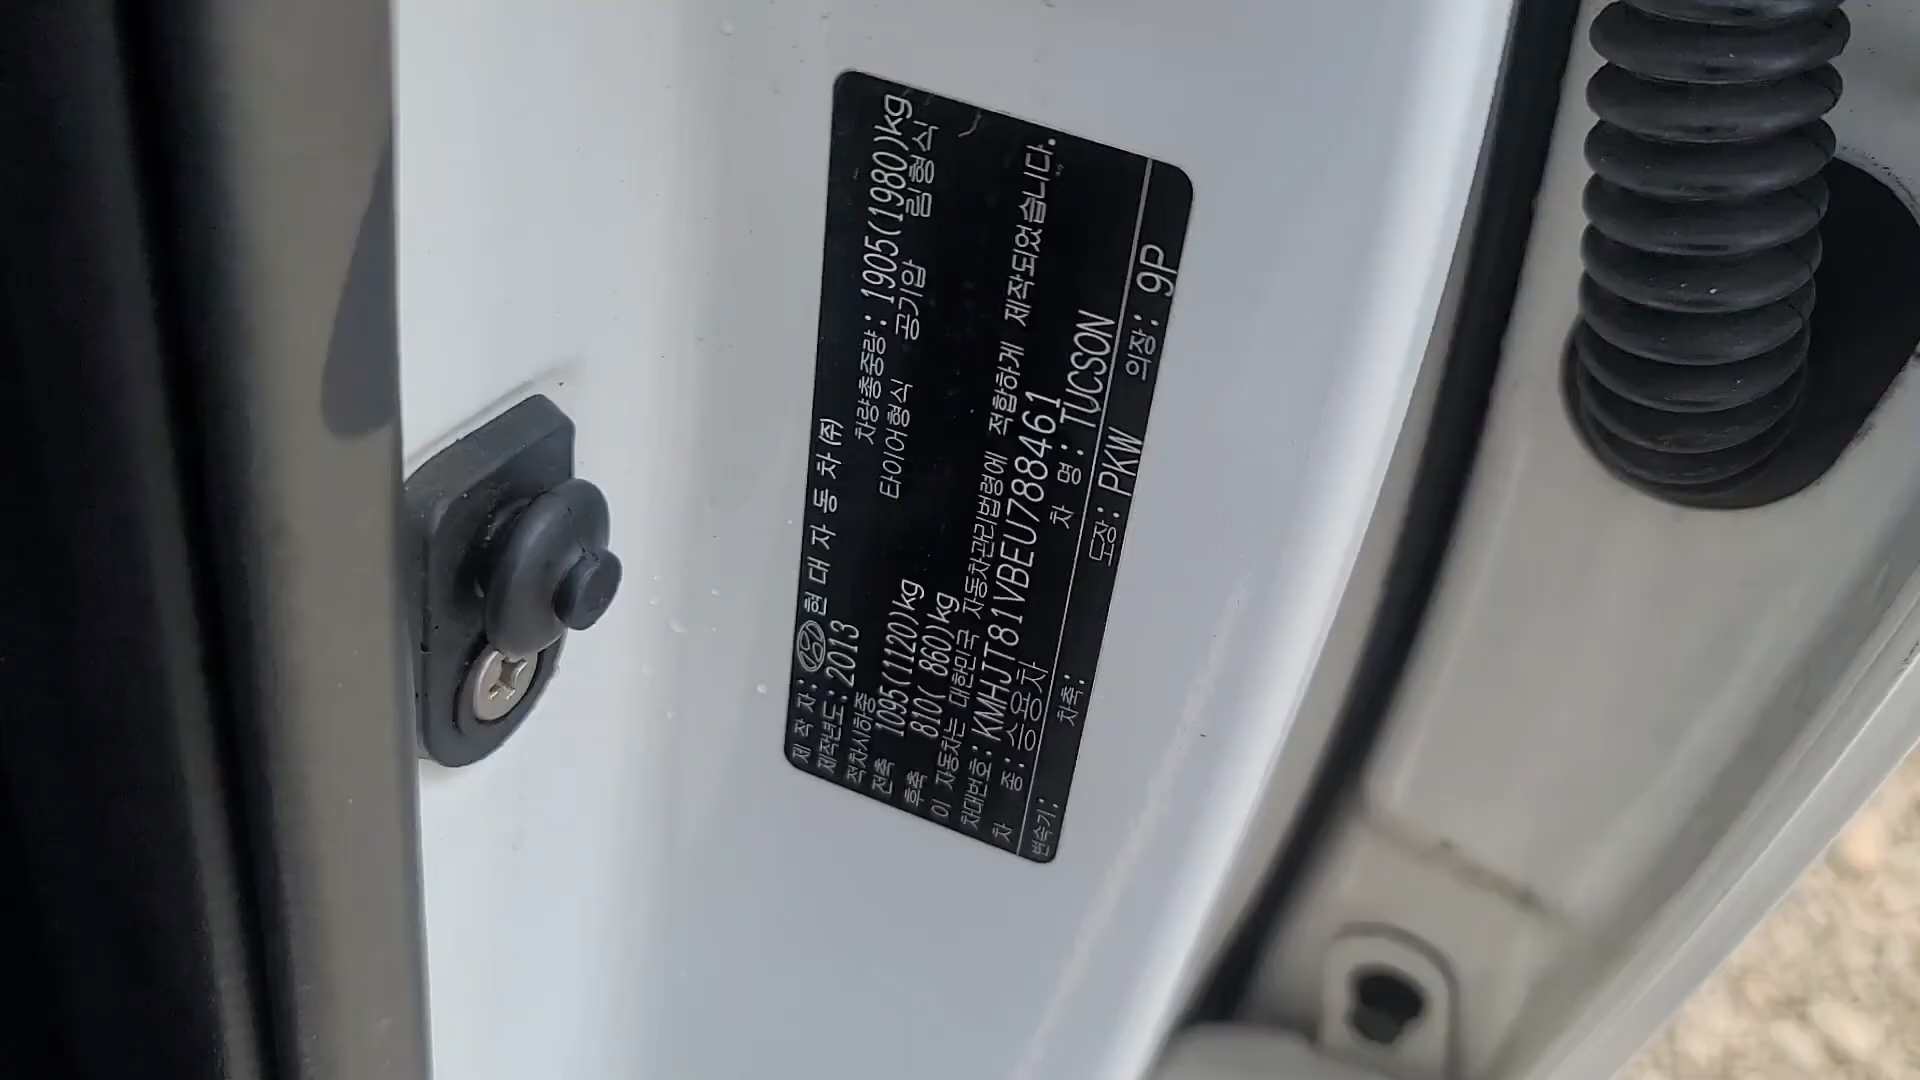 제 작 자: 현 대 자 동 차 (주)
제작년도: 2013
적차시하중 차량총중량: 1905(1980)kg
전축 1095(1120)kg 타이어형식 공기압 림형식
후축 810( 860)kg
이 자동차는 대한민국 자동차관리법령에 적합하게 제작되었습니다.
차대번호: KMHJT81VBEU788461
차 종: 승용차 차 명: TUCSON
변속기: 차축: 도장: PKW 의장: 9P